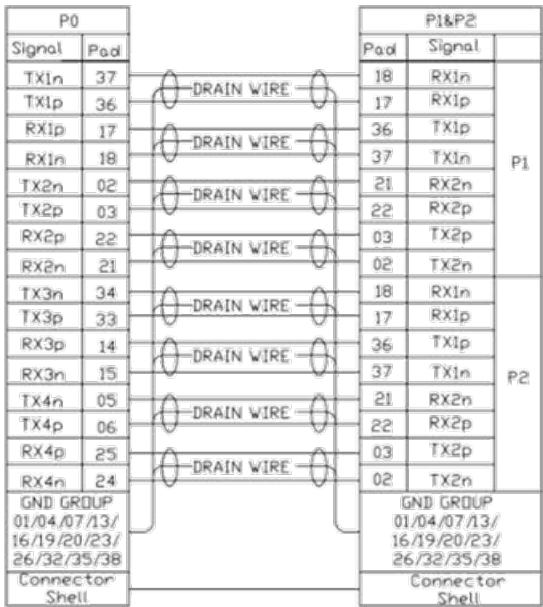 P0 P1&P2
Signal Pad Pad Signal
TX1n 37 DRAIN WIRE 18 RX1n
TX1p 36 17 RX1p
RX1p 17 DRAIN WIRE 36 TX1p
RX1n 18 37 TX1n P1
TX2n 02 DRAIN WIRE 21 RX2n
TX2p 03 22 RX2p
RX2p 22 DRAIN WIRE 03 TX2p
RX2n 21 02 TX2n
TX3n 34 DRAIN WIRE 18 RX1n
TX3p 33 17 RX1p
RX3p 14 DRAIN WIRE 36 TX1p
RX3n 15 37 TX1n P2
TX4n 05 DRAIN WIRE 21 RX2n
TX4p 06 22 RX2p
RX4p 25 DRAIN WIRE 03 TX2p
RX4n 24 02 TX2n
GND GROUP GND GROUP
01/04/07/13/ 01/04/07/13/
16/19/20/23/ 16/19/20/23/
26/32/35/38 26/32/35/38
Connector Connector
Shell Shell